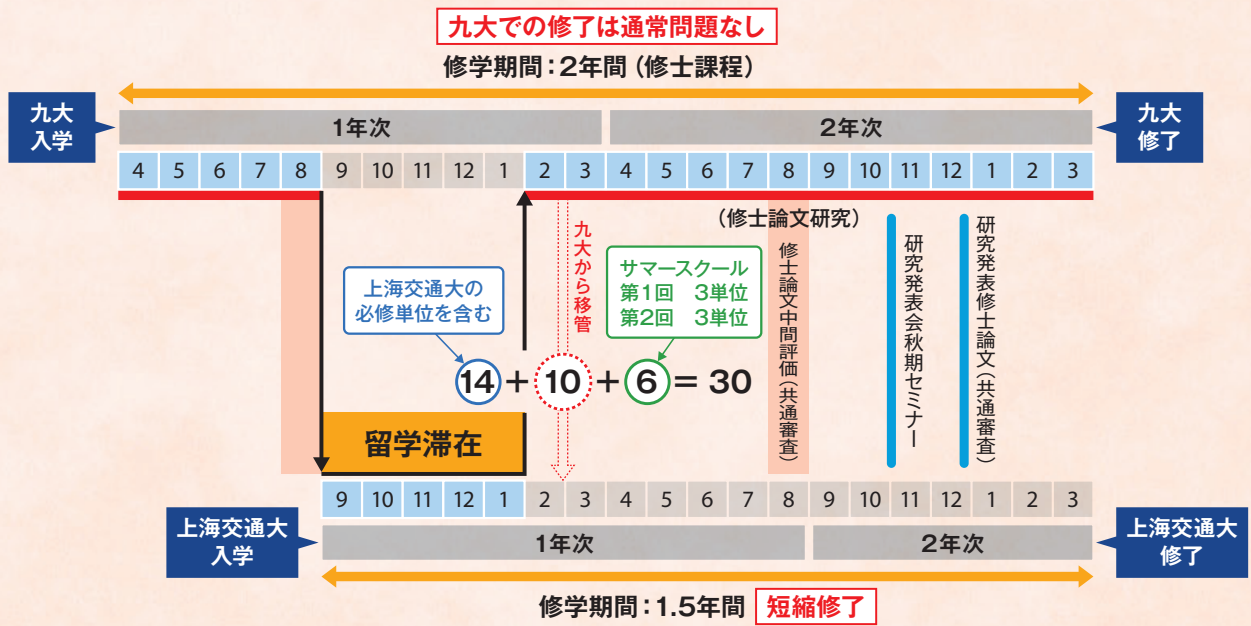 九大での修了は通常問題なし
修学期間：2年間（修士課程）
九大
入学
1年次
2年次
九大
修了
4 5 6 7 8 9 10 11 12 1 2 3 4 5 6 7 8 9 10 11 12 1 2 3
（修士論文研究）
上海交通大の
必修単位を含む
九大から移管
サマースクール
第1回 3単位
第2回 3単位
修士論文中間評価（共通審査）
研究発表会秋期セミナー
研究発表修士論文（共通審査）
14 + 10 + 6 = 30
留学滞在
9 10 11 12 1 2 3 4 5 6 7 8 9 10 11 12 1 2 3
上海交通大
入学
1年次
2年次
上海交通大
修了
修学期間：1.5年間 短縮修了